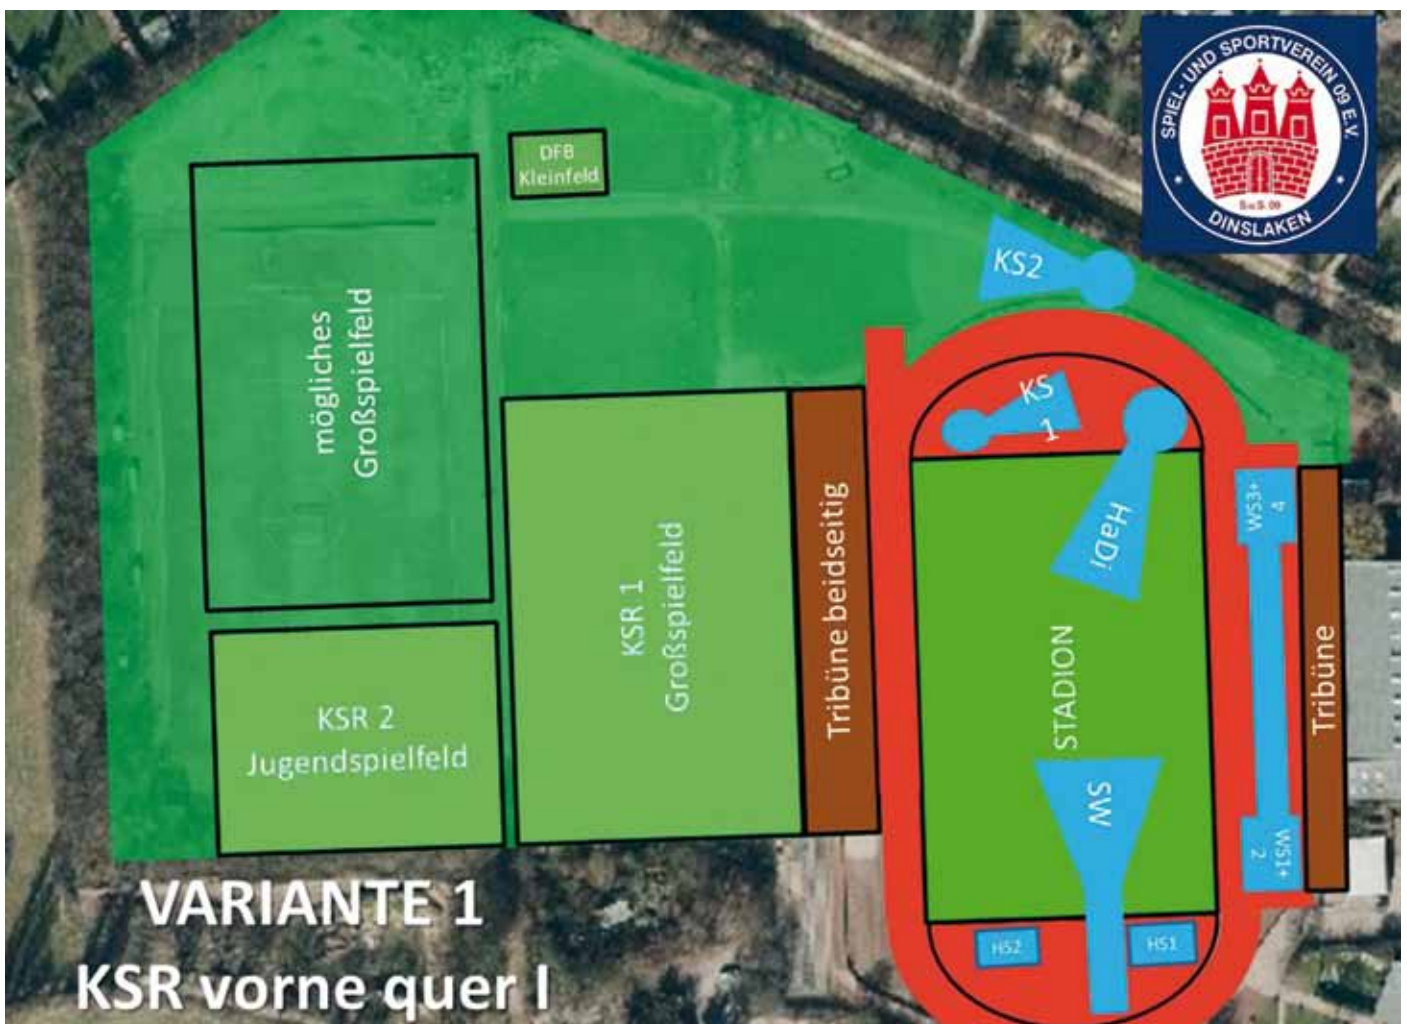 SPIEL- UND SPORTVEREIN 09 E.V.
S.u.S. 09
DINSLAKEN
DFB
Kleinfeld
KS2
mögliches
Großspielfeld
KS
1
HaDi
WS3+
4
KSR 1
Großspielfeld
Tribüne beidseitig
STADION
Tribüne
KSR 2
Jugendspielfeld
SW
WS1+
2
HS2
HS1
VARIANTE 1
KSR vorne quer I